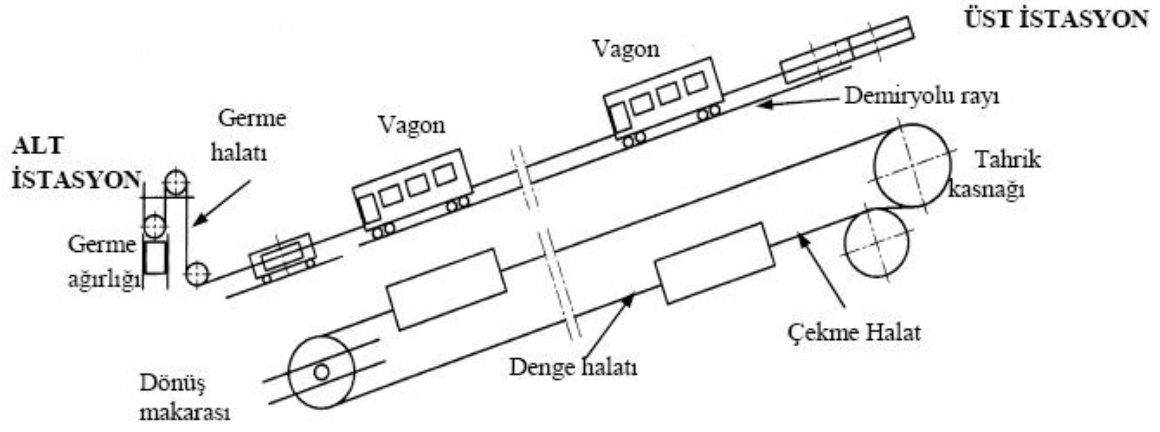 ÜST İSTASYON
Vagon
Demiryolu rayı
Germe
halatı
Vagon
ALT
İSTASYON
Tahrik
kasnağı
Germe
ağırlığı
Çekme Halat
Denge halatı
Dönüş
makarası